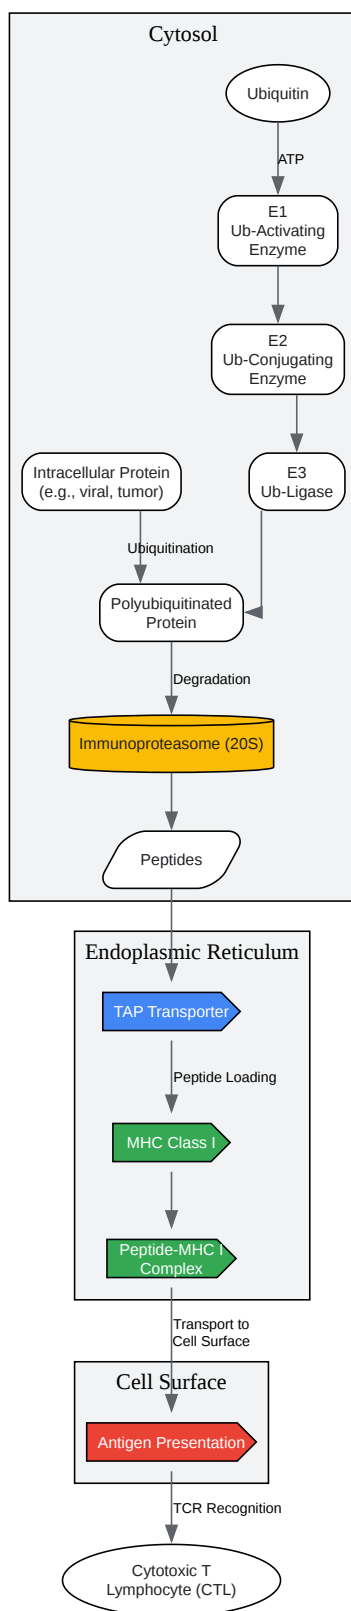 Cytosol
Ubiquitin
ATP
E1
Ub-Activating
Enzyme
E2
Ub-Conjugating
Enzyme
Intracellular Protein
(e.g., viral, tumor)
E3
Ub-Ligase
Ubiquitination
Polyubiquitinated
Protein
Degradation
Immunoproteasome (20S)
Peptides
Endoplasmic Reticulum
TAP Transporter
Peptide Loading
MHC Class I
Peptide-MHC I
Complex
Transport to
Cell Surface
Cell Surface
Antigen Presentation
TCR Recognition
Cytotoxic T
Lymphocyte (CTL)